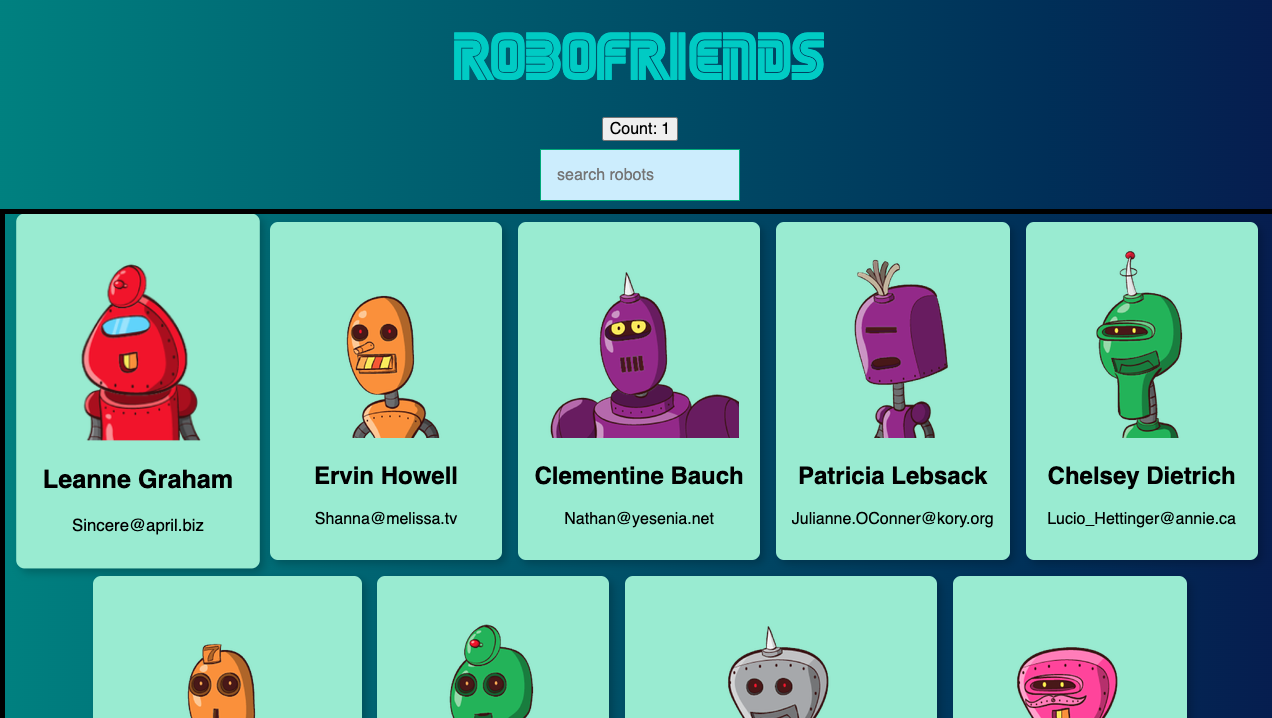 ROBOFRIENDS
Count: 1
search robots
Leanne Graham
Sincere@april.biz
Ervin Howell
Shanna@melissa.tv
Clementine Bauch
Nathan@yesenia.net
Patricia Lebsack
Julianne.OConner@kory.org
Chelsey Dietrich
Lucio_Hettinger@annie.ca
7